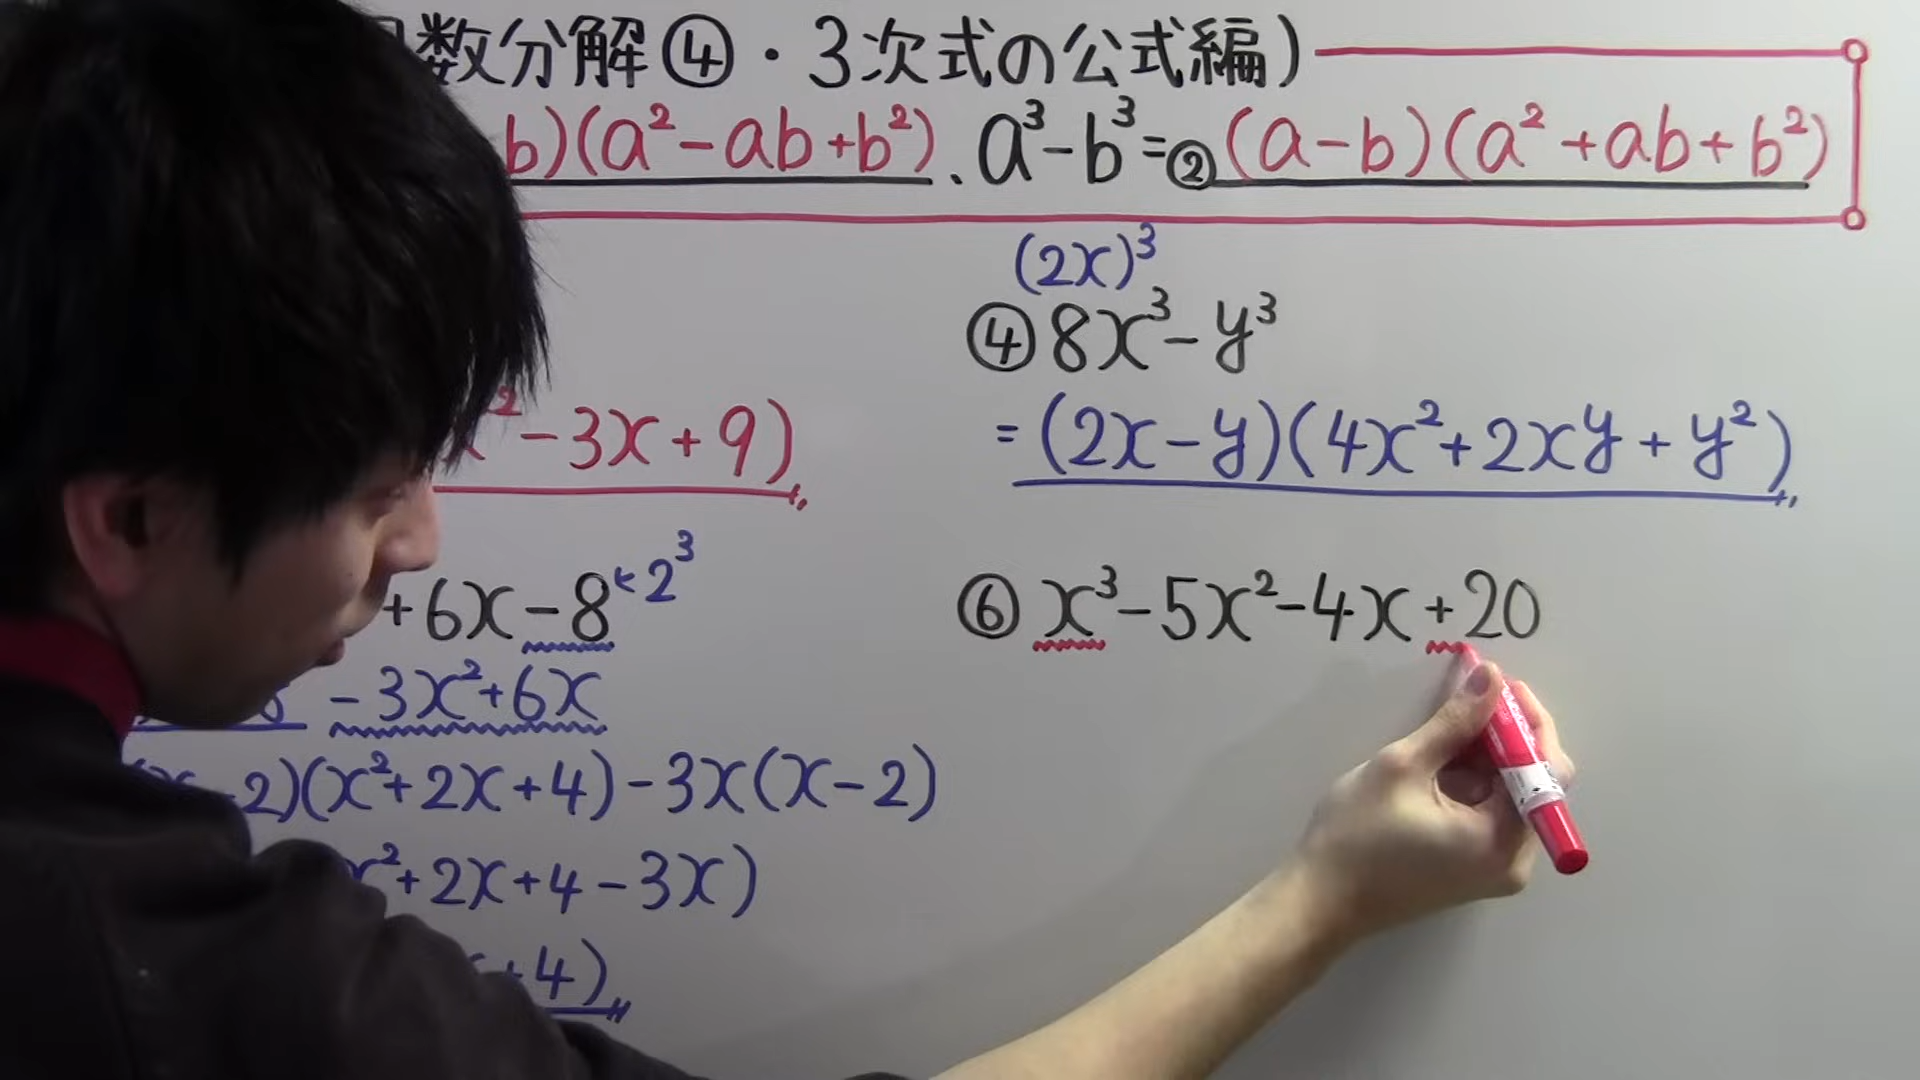 数分解④・3次式の公式編)
b)(a²-ab+b²)、a³-b³=②(a-b)(a²+ab+b²)
(2x)³
④8x³-y³
²-3x+9)
=(2x-y)(4x²+2xy+y²)
+6x-8←2³
⑥x³-5x²-4x+20
-3x²+6x
-2)(x²+2x+4)-3x(x-2)
x²+2x+4-3x)
+4)